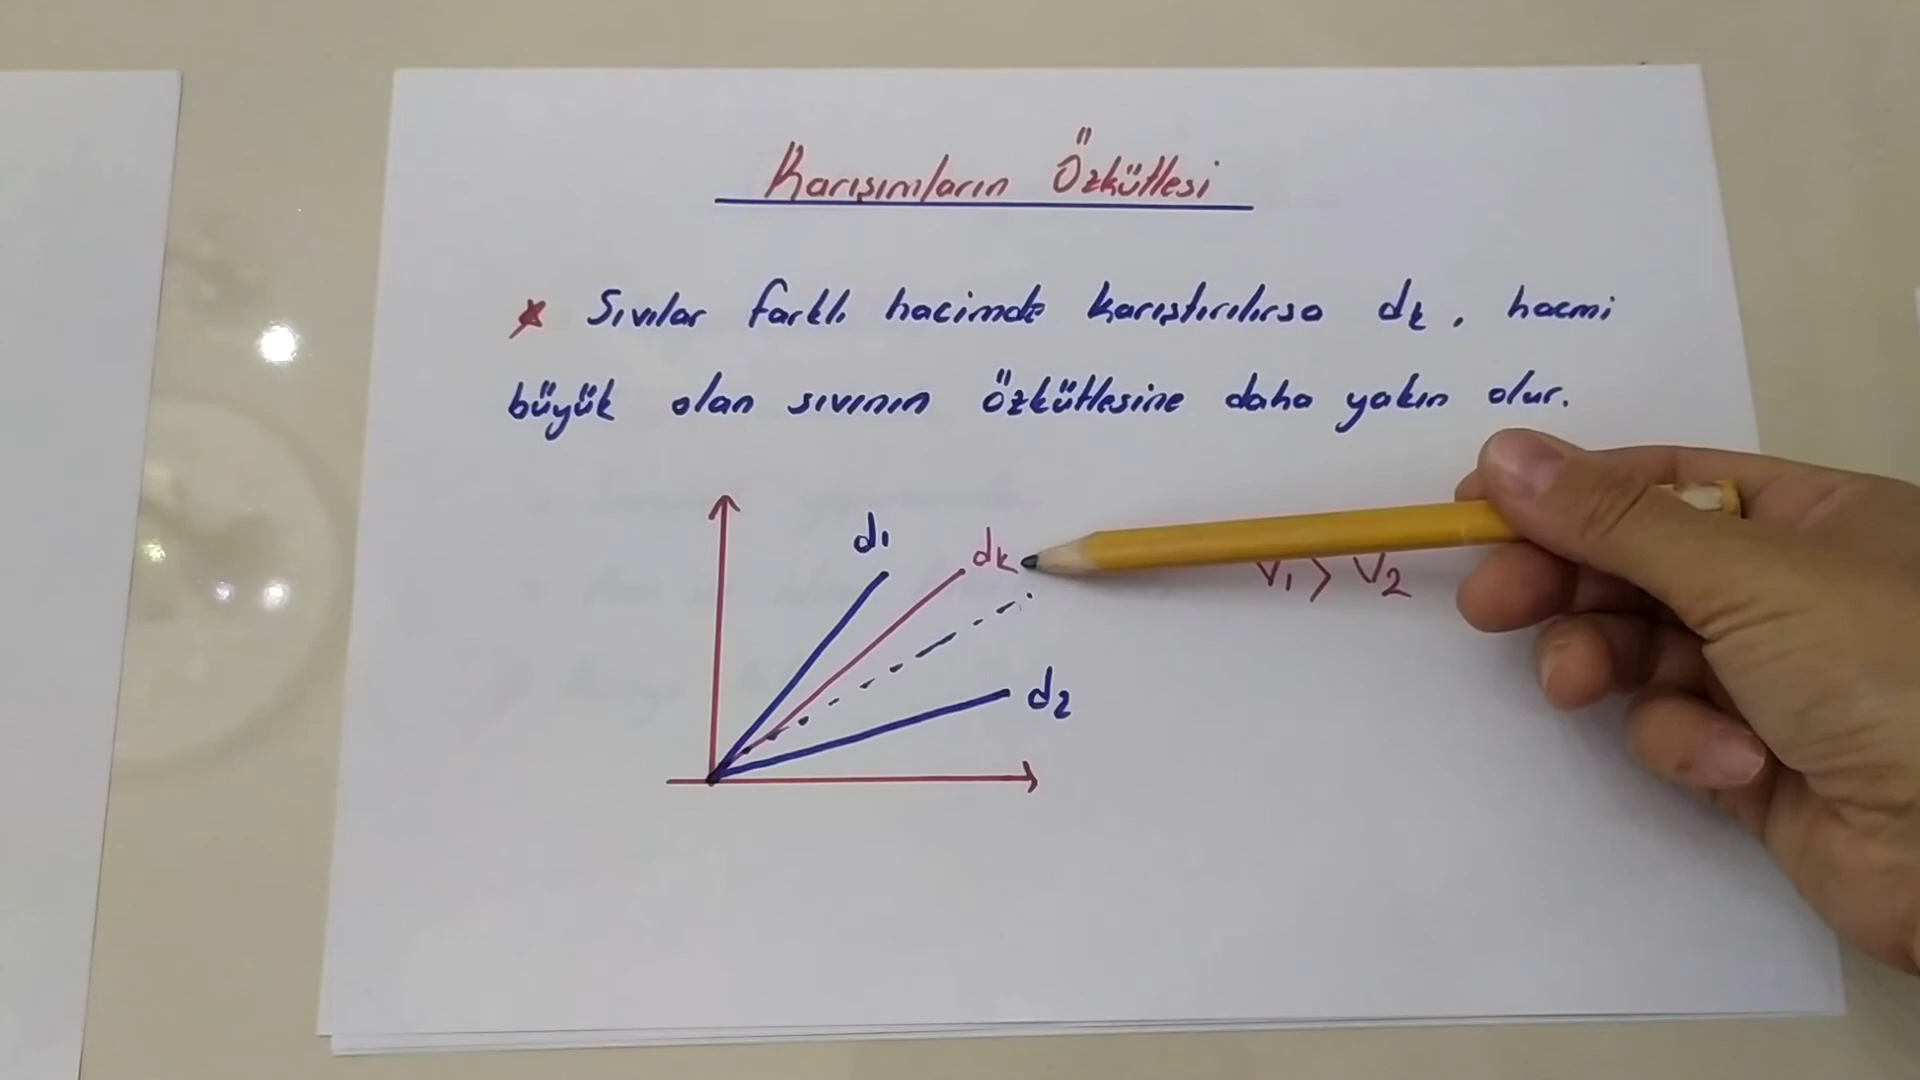 Karışımların Özkütlesi
* Sıvılar farklı hacimde karıştırılırsa dk, hacmi
büyük olan sıvının özkütlesine daha yakın olur.
d1
dk
V1 > V2
d2